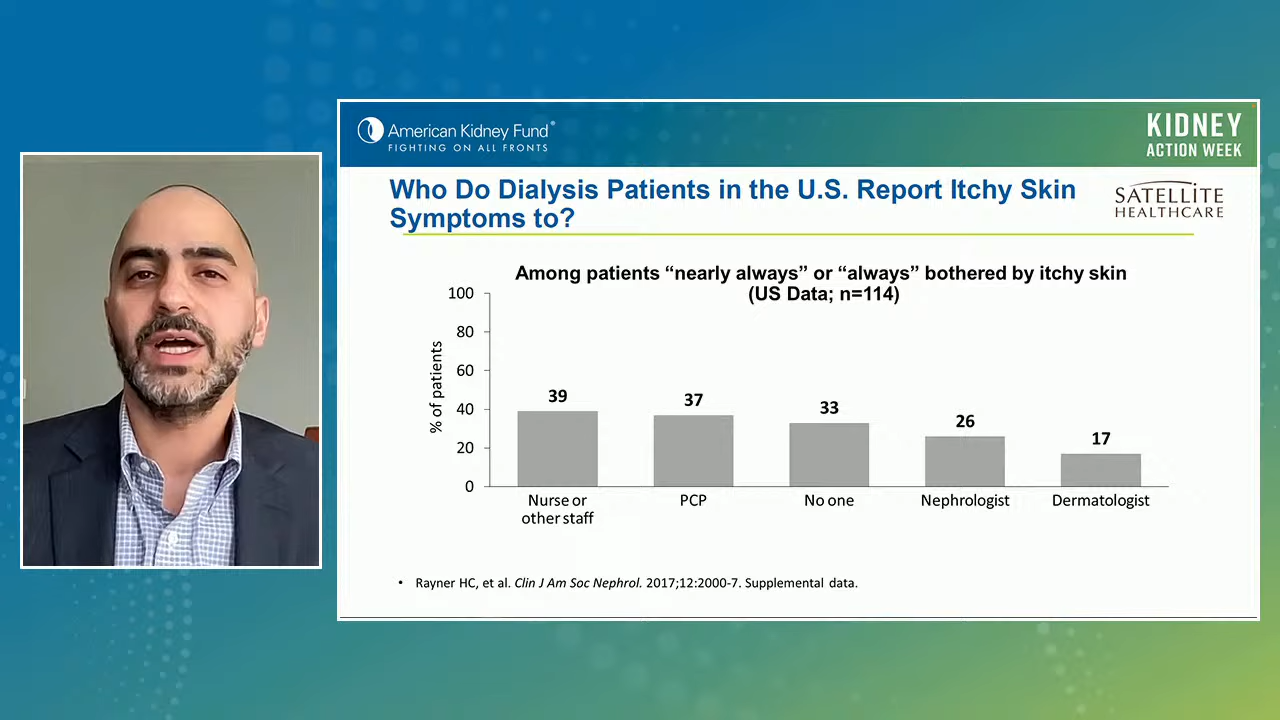 American Kidney Fund®
FIGHTING ON ALL FRONTS
KIDNEY
ACTION WEEK
Who Do Dialysis Patients in the U.S. Report Itchy Skin
Symptoms to?
SATELLITE
HEALTHCARE
Among patients “nearly always” or “always” bothered by itchy skin
(US Data; n=114)
% of patients
100
80
60
40
20
0
39
37
33
26
17
Nurse or
other staff
PCP
No one
Nephrologist
Dermatologist
• Rayner HC, et al. Clin J Am Soc Nephrol. 2017;12:2000-7. Supplemental data.